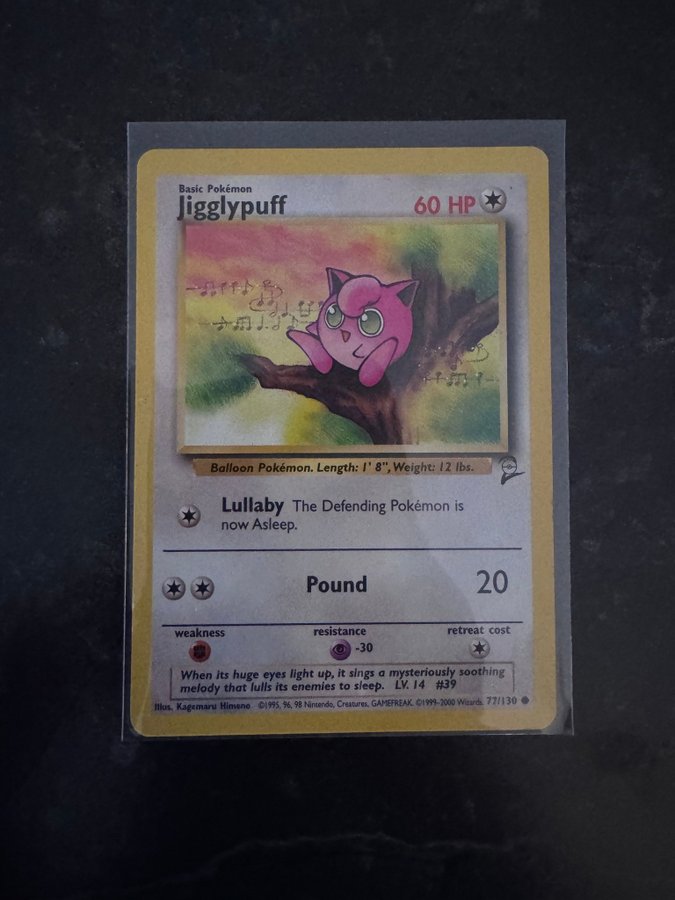 Basic Pokémon
Jigglypuff 60 HP
Balloon Pokémon. Length: 1' 8", Weight: 12 lbs.
Lullaby The Defending Pokémon is
now Asleep.
Pound 20
weakness resistance retreat cost
-30
When its huge eyes light up, it sings a mysteriously soothing
melody that lulls its enemies to sleep. LV. 14 #39
Illus. Kagemaru Himeno ©1995, 96, 98 Nintendo, Creatures, GAMEFREAK. ©1999-2000 Wizards. 77/130